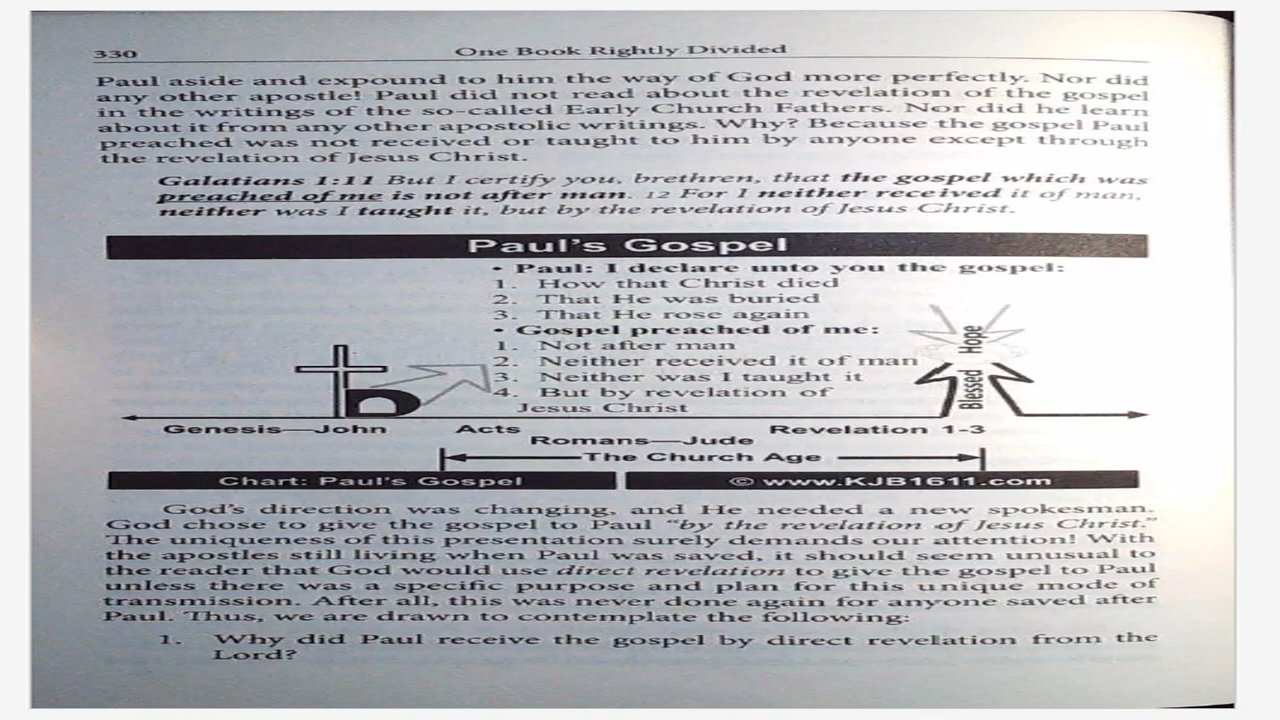 330
One Book Rightly Divided
Paul aside and expound to him the way of God more perfectly. Nor did
any other apostle! Paul did not read about the revelation of the gospel
in the writings of the so-called Early Church Fathers. Nor did he learn
about it from any other apostolic writings. Why? Because the gospel Paul
preached was not received or taught to him by anyone except through
the revelation of Jesus Christ.
Galatians 1:11 But I certify you, brethren, that the gospel which was
preached of me is not after man. 12 For I neither received it of man,
neither was I taught it, but by the revelation of Jesus Christ.
Paul's Gospel
• Paul: I declare unto you the gospel:
1. How that Christ died
2. That He was buried
3. That He rose again
• Gospel preached of me:
1. Not after man
2. Neither received it of man
3. Neither was I taught it
4. But by revelation of
Jesus Christ
Blessed Hope
Genesis—John Acts Revelation 1-3
Romans—Jude
The Church Age
Chart: Paul's Gospel © www.KJB1611.com
God's direction was changing, and He needed a new spokesman.
God chose to give the gospel to Paul "by the revelation of Jesus Christ."
The uniqueness of this presentation surely demands our attention! With
the apostles still living when Paul was saved, it should seem unusual to
the reader that God would use direct revelation to give the gospel to Paul
unless there was a specific purpose and plan for this unique mode of
transmission. After all, this was never done again for anyone saved after
Paul. Thus, we are drawn to contemplate the following:
1. Why did Paul receive the gospel by direct revelation from the
Lord?